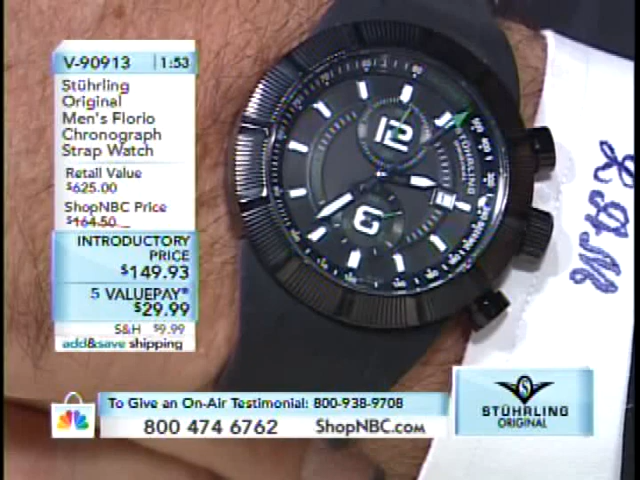 V-90913 1:53
Stührling
Original
Men's Florio
Chronograph
Strap Watch
Retail Value
$625.00
ShopNBC Price
$164.50
INTRODUCTORY
PRICE
$149.93
5 VALUEPAY®
$29.99
S&H $9.99
add&save shipping
12
6
STÜHRLING
To Give an On-Air Testimonial: 800-938-9708
800 474 6762 ShopNBC.com
STÜHRLING
ORIGINAL